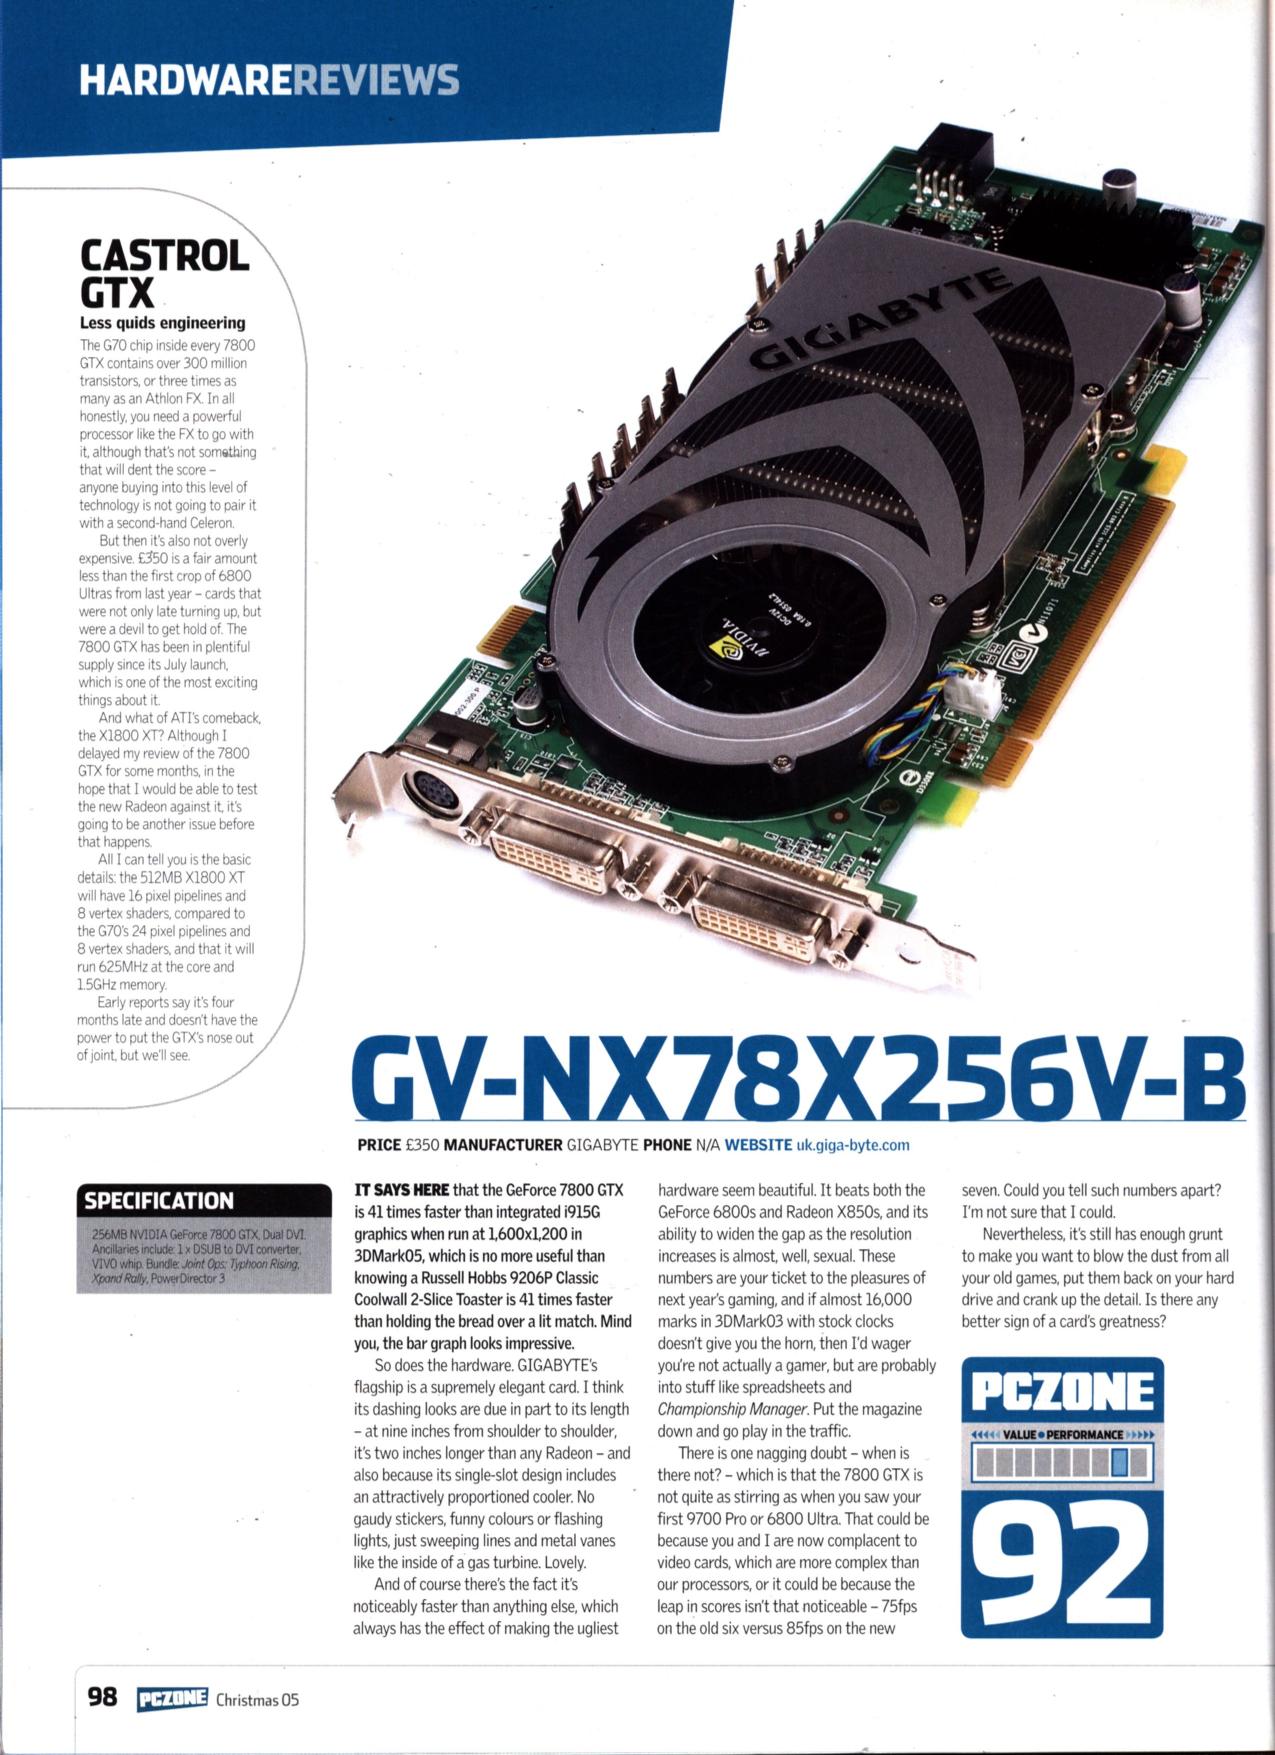 HARDWAREREVIEWS
CASTROL
GTX
Less quids engineering
The G70 chip inside every 7800
GTX contains over 300 million
transistors, or three times as
many as an Athlon FX. In all
honestly, you need a powerful
processor like the FX to go with
it, although that's not something
that will dent the score –
anyone buying into this level of
technology is not going to pair it
with a second-hand Celeron.
But then it's also not overly
expensive. £350 is a fair amount
less than the first crop of 6800
Ultras from last year – cards that
were not only late turning up, but
were a devil to get hold of. The
7800 GTX has been in plentiful
supply since its July launch,
which is one of the most exciting
things about it.
And what of ATI's comeback,
the X1800 XT? Although I
delayed my review of the 7800
GTX for some months, in the
hope that I would be able to test
the new Radeon against it, it's
going to be another issue before
that happens.
All I can tell you is the basic
details: the 512MB X1800 XT
will have 16 pixel pipelines and
8 vertex shaders, compared to
the G70's 24 pixel pipelines and
8 vertex shaders, and that it will
run 625MHz at the core and
1.5GHz memory.
Early reports say it's four
months late and doesn't have the
power to put the GTX's nose out
of joint, but we'll see.
GIGABYTE
NVIDIA
DC12V
0.10A 0514L2
N11071
002-300 P
GV-NX78X256V-B
PRICE £350 MANUFACTURER GIGABYTE PHONE N/A WEBSITE uk.giga-byte.com
SPECIFICATION
256MB NVIDIA GeForce 7800 GTX, Dual DVI.
Ancillaries include: 1 x DSUB to DVI converter,
VIVO whip. Bundle: Joint Ops: Typhoon Rising,
Xpand Rally, PowerDirector 3
IT SAYS HERE that the GeForce 7800 GTX
is 41 times faster than integrated i915G
graphics when run at 1,600x1,200 in
3DMark05, which is no more useful than
knowing a Russell Hobbs 9206P Classic
Coolwall 2-Slice Toaster is 41 times faster
than holding the bread over a lit match. Mind
you, the bar graph looks impressive.
So does the hardware. GIGABYTE's
flagship is a supremely elegant card. I think
its dashing looks are due in part to its length
– at nine inches from shoulder to shoulder,
it's two inches longer than any Radeon – and
also because its single-slot design includes
an attractively proportioned cooler. No
gaudy stickers, funny colours or flashing
lights, just sweeping lines and metal vanes
like the inside of a gas turbine. Lovely.
And of course there's the fact it's
noticeably faster than anything else, which
always has the effect of making the ugliest
hardware seem beautiful. It beats both the
GeForce 6800s and Radeon X850s, and its
ability to widen the gap as the resolution
increases is almost, well, sexual. These
numbers are your ticket to the pleasures of
next year's gaming, and if almost 16,000
marks in 3DMark03 with stock clocks
doesn't give you the horn, then I'd wager
you're not actually a gamer, but are probably
into stuff like spreadsheets and
Championship Manager. Put the magazine
down and go play in the traffic.
There is one nagging doubt – when is
there not? – which is that the 7800 GTX is
not quite as stirring as when you saw your
first 9700 Pro or 6800 Ultra. That could be
because you and I are now complacent to
video cards, which are more complex than
our processors, or it could be because the
leap in scores isn't that noticeable – 75fps
on the old six versus 85fps on the new
seven. Could you tell such numbers apart?
I'm not sure that I could.
Nevertheless, it's still has enough grunt
to make you want to blow the dust from all
your old games, put them back on your hard
drive and crank up the detail. Is there any
better sign of a card's greatness?
PCZONE
VALUE • PERFORMANCE
92
98 PCZONE Christmas 05